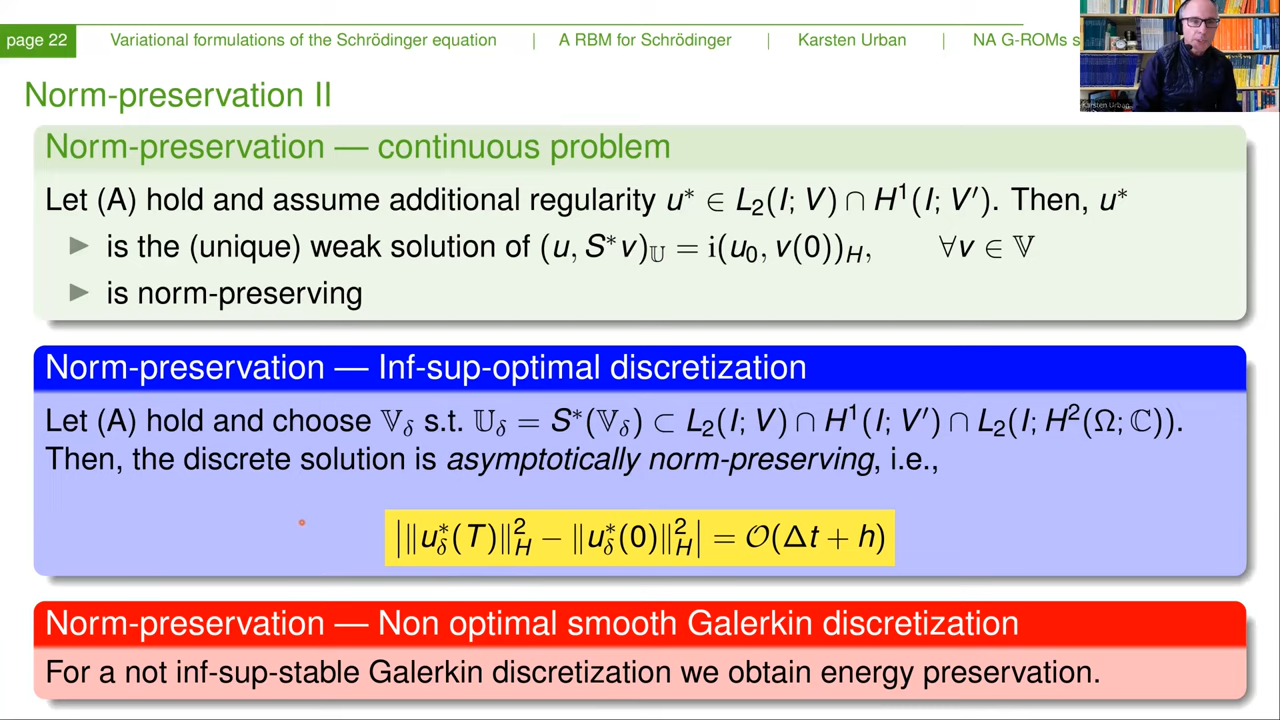 page 22 Variational formulations of the Schrödinger equation | A RBM for Schrödinger | Karsten Urban | NA G-ROMs s
Karsten Urban
Norm-preservation II
Norm-preservation — continuous problem
Let (A) hold and assume additional regularity u* ∈ L₂(I; V) ∩ H¹(I; V′). Then, u*
▶ is the (unique) weak solution of (u, S*v)_𝕌 = i(u₀, v(0))_H, ∀v ∈ 𝕍
▶ is norm-preserving
Norm-preservation — Inf-sup-optimal discretization
Let (A) hold and choose 𝕍_δ s.t. 𝕌_δ = S*(𝕍_δ) ⊂ L₂(I; V) ∩ H¹(I; V′) ∩ L₂(I; H²(Ω; ℂ)).
Then, the discrete solution is asymptotically norm-preserving, i.e.,
|‖u*_δ(T)‖²_H − ‖u*_δ(0)‖²_H| = 𝒪(Δt + h)
Norm-preservation — Non optimal smooth Galerkin discretization
For a not inf-sup-stable Galerkin discretization we obtain energy preservation.